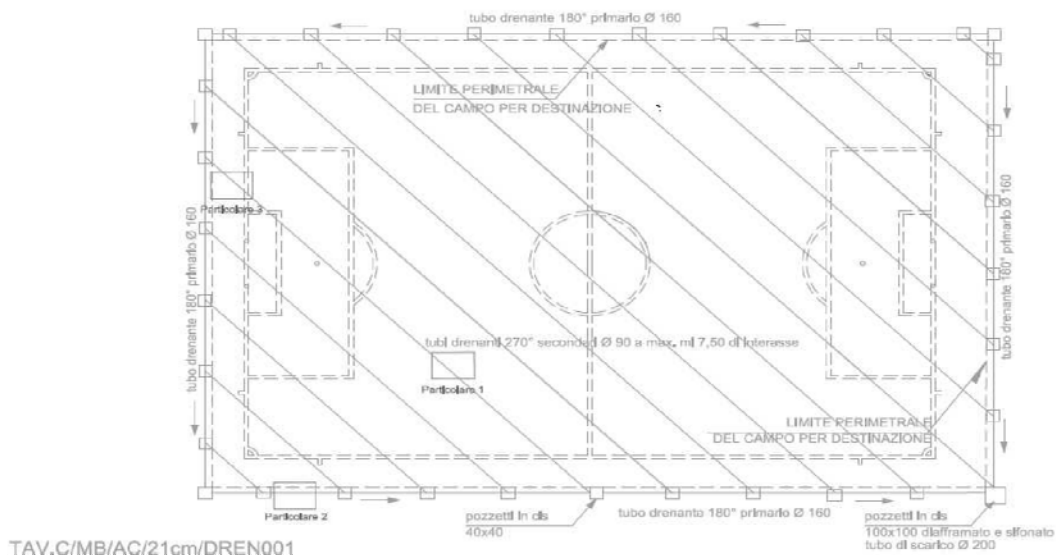 tubo drenante 180° primario Ø 160
LIMITE PERIMETRALE
DEL CAMPO PER DESTINAZIONE
Particolare 3
tubo drenante 180° primario Ø 160
tubo drenante 180° primario Ø 160
tubi drenanti 270° secondari Ø 90 a max. ml 7,50 di interasse
Particolare 1
LIMITE PERIMETRALE
DEL CAMPO PER DESTINAZIONE
Particolare 2
pozzetti in cls
40x40
tubo drenante 180° primario Ø 160
pozzetti in cls
100x100 diaframato e sifonato
tubo di scarico Ø 200
TAV.C/MB/AC/21cm/DREN001